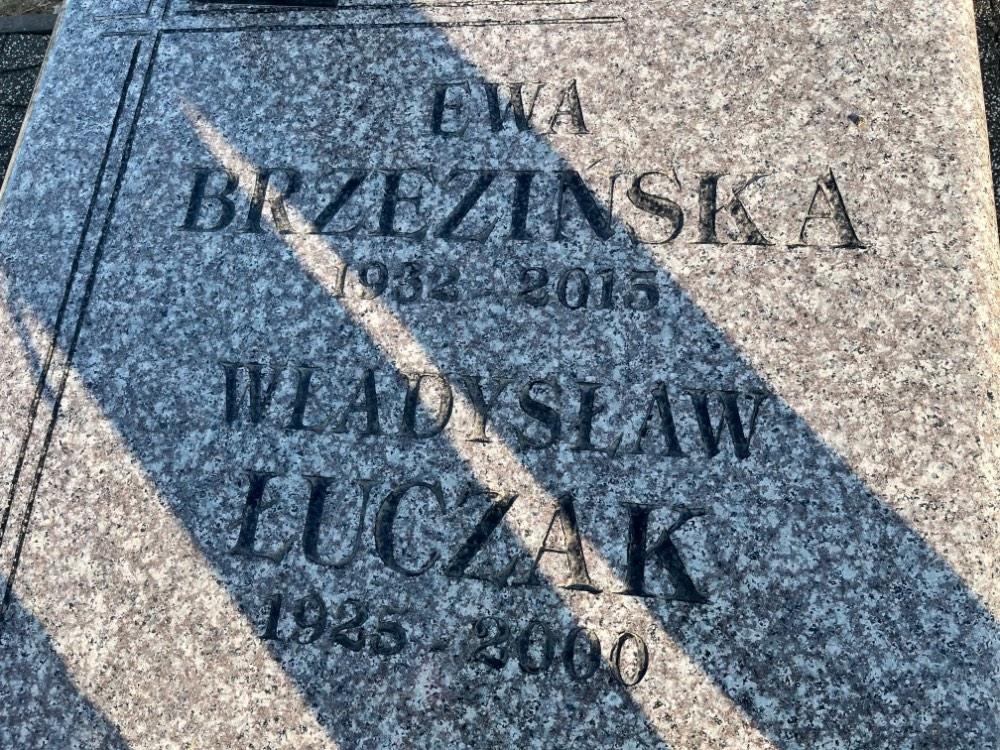 EWA
BRZEZIŃSKA
1932 - 2015
WŁADYSŁAW
ŁUCZAK
1925 - 2000